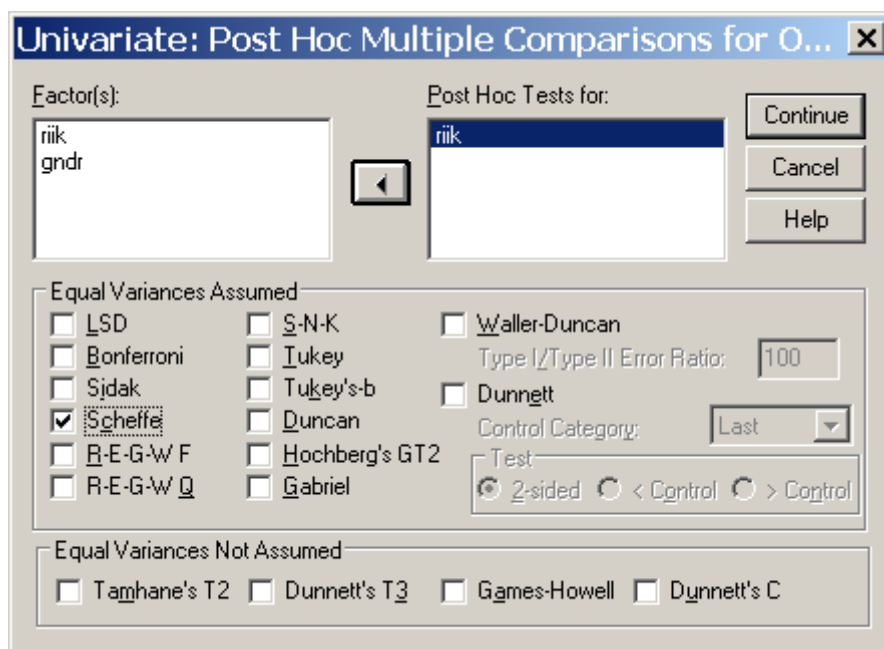 Univariate: Post Hoc Multiple Comparisons for O...
Factor(s):
riik
gndr
Post Hoc Tests for:
riik
Continue
Cancel
Help
Equal Variances Assumed
LSD
Bonferroni
Sidak
Scheffe
R-E-G-W F
R-E-G-W Q
S-N-K
Tukey
Tukey's-b
Duncan
Hochberg's GT2
Gabriel
Waller-Duncan
Type I/Type II Error Ratio: 100
Dunnett
Control Category: Last
Test
2-sided < Control > Control
Equal Variances Not Assumed
Tamhane's T2 Dunnett's T3 Games-Howell Dunnett's C